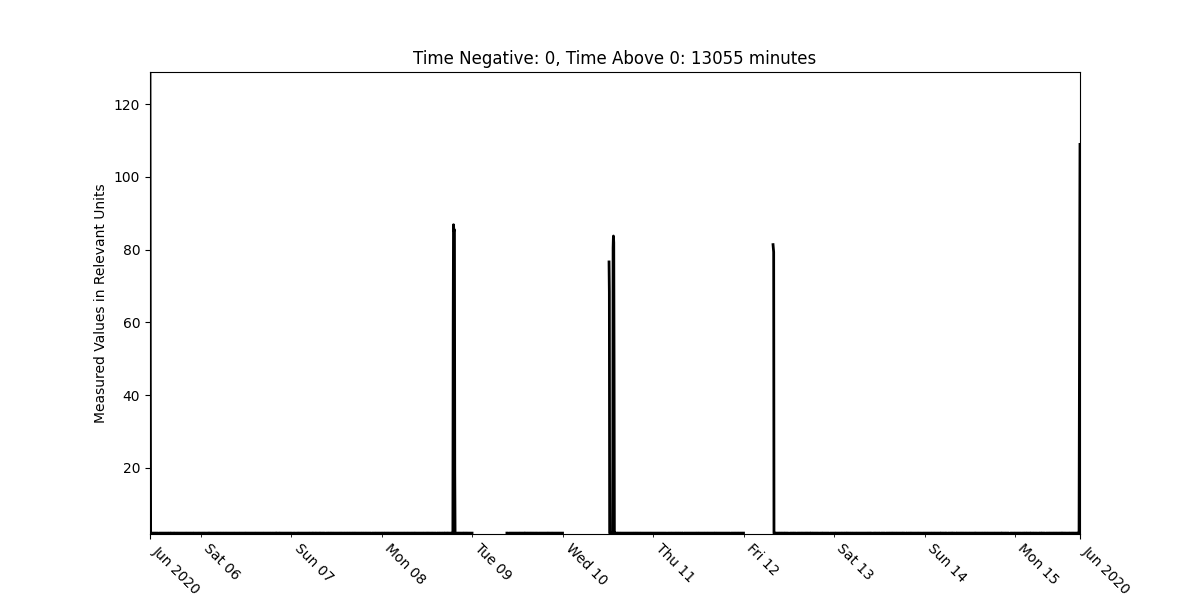 Time Negative: 0, Time Above 0: 13055 minutes
Measured Values in Relevant Units
120
100
80
60
40
20
Jun 2020
Sat 06
Sun 07
Mon 08
Tue 09
Wed 10
Thu 11
Fri 12
Sat 13
Sun 14
Mon 15
Jun 2020